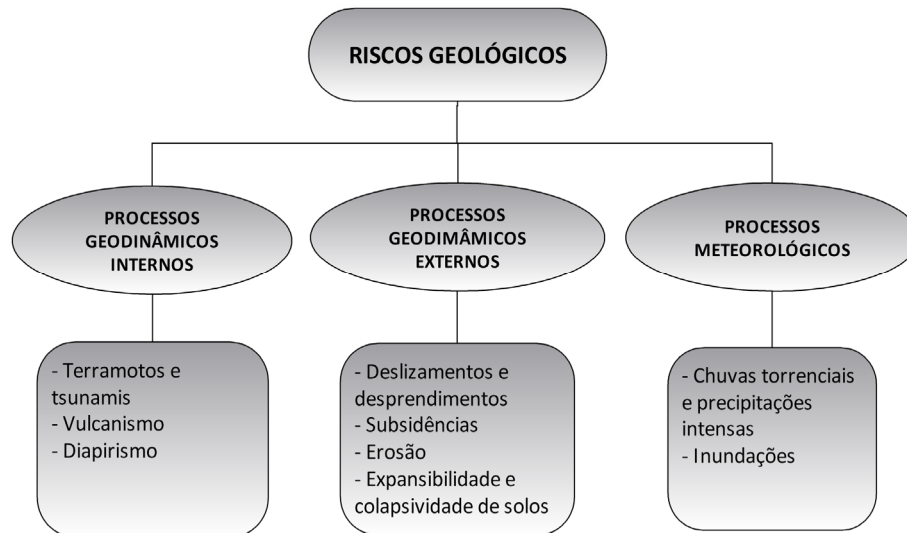 RISCOS GEOLÓGICOS
PROCESSOS
GEODINÂMICOS
INTERNOS
PROCESSOS
GEODIMÂMICOS
EXTERNOS
PROCESSOS
METEOROLÓGICOS
- Terramotos e
tsunamis
- Vulcanismo
- Diapirismo
- Deslizamentos e
desprendimentos
- Subsidências
- Erosão
- Expansibilidade e
colapsividade de solos
- Chuvas torrenciais
e precipitações
intensas
- Inundações